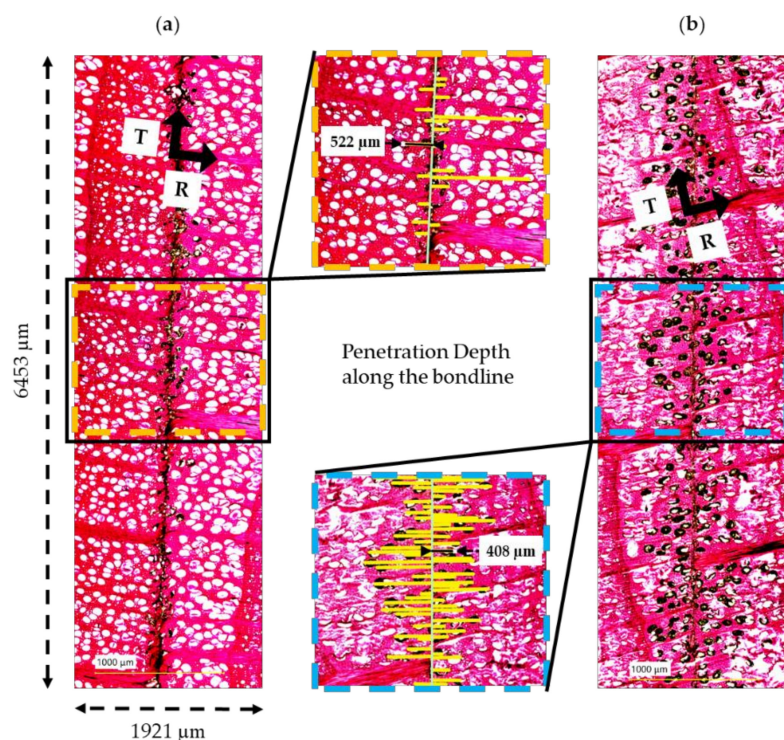 (a)
(b)
T
R
522 µm
T
R
6453 µm
Penetration Depth
along the bondline
408 µm
1000 µm
1000 µm
1921 µm